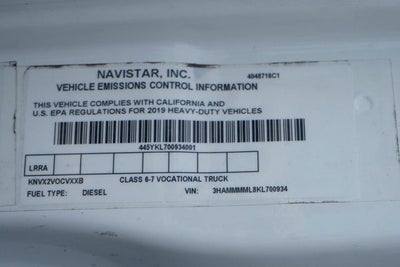 NAVISTAR, INC. 4048716C1
VEHICLE EMISSIONS CONTROL INFORMATION
THIS VEHICLE COMPLIES WITH CALIFORNIA AND
U.S. EPA REGULATIONS FOR 2019 HEAVY-DUTY VEHICLES
445YKL700934001
LRRA
KNVX2VOCVXXB CLASS 6-7 VOCATIONAL TRUCK
FUEL TYPE: DIESEL VIN: 3HAMMMML8KL700934